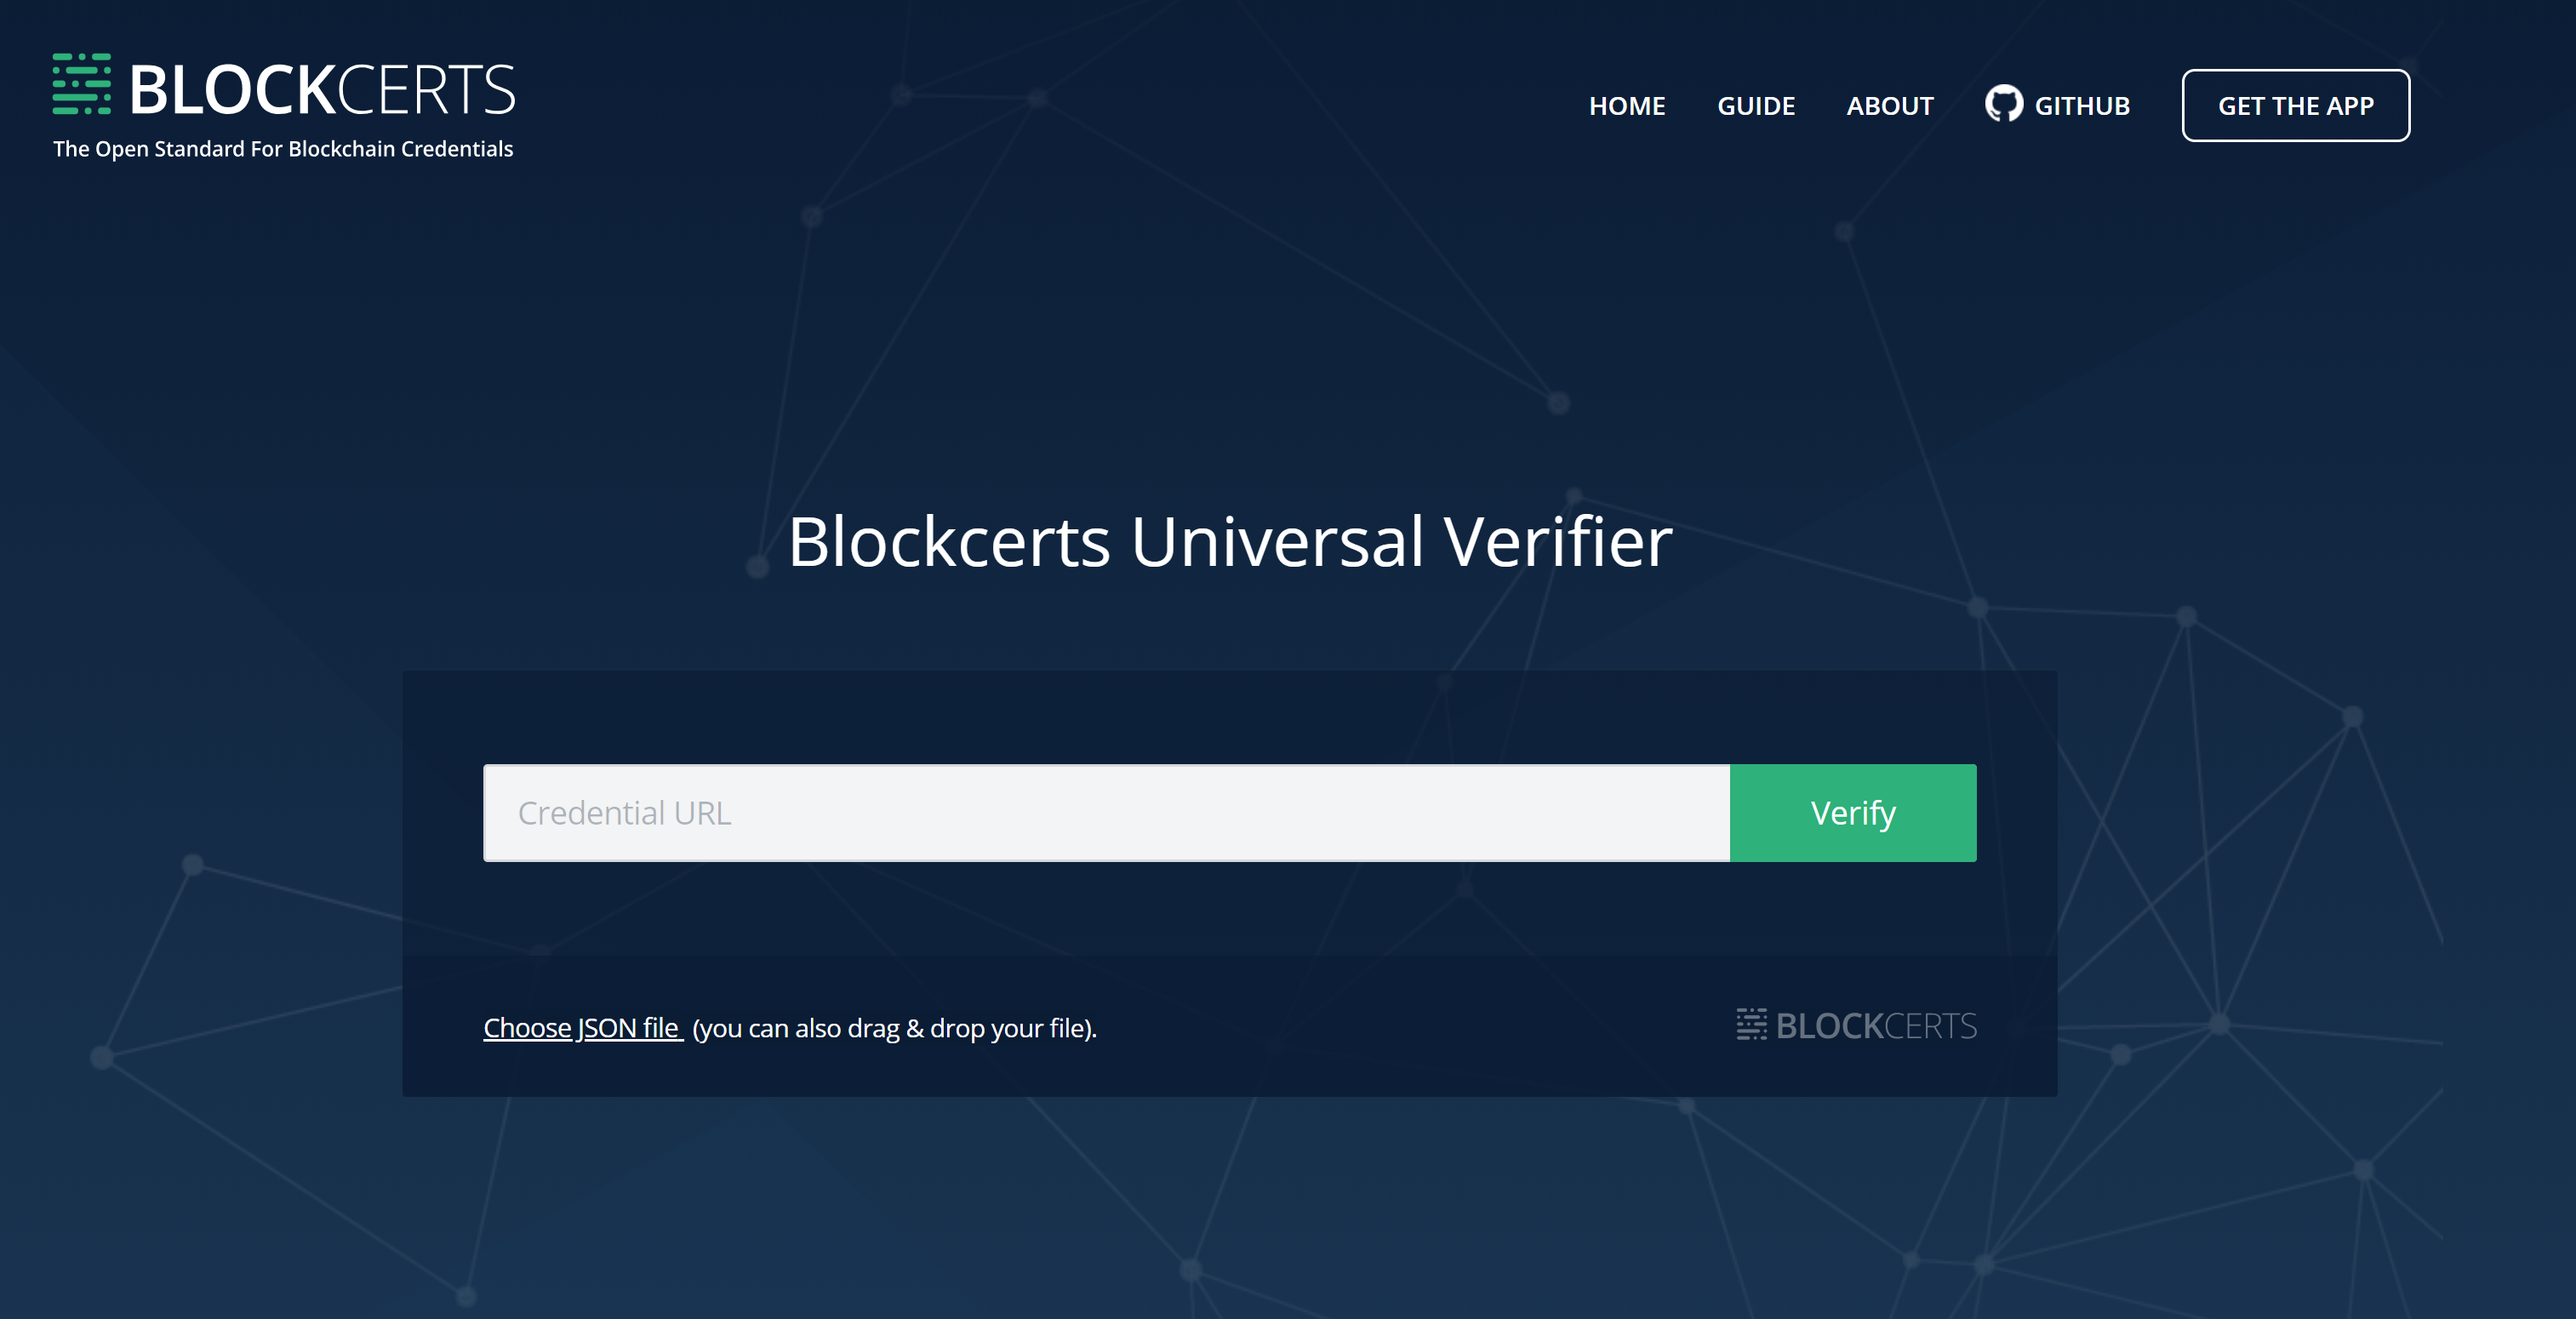 BLOCKCERTS
The Open Standard For Blockchain Credentials
HOME GUIDE ABOUT GITHUB GET THE APP
Blockcerts Universal Verifier
Credential URL Verify
Choose JSON file (you can also drag & drop your file). BLOCKCERTS